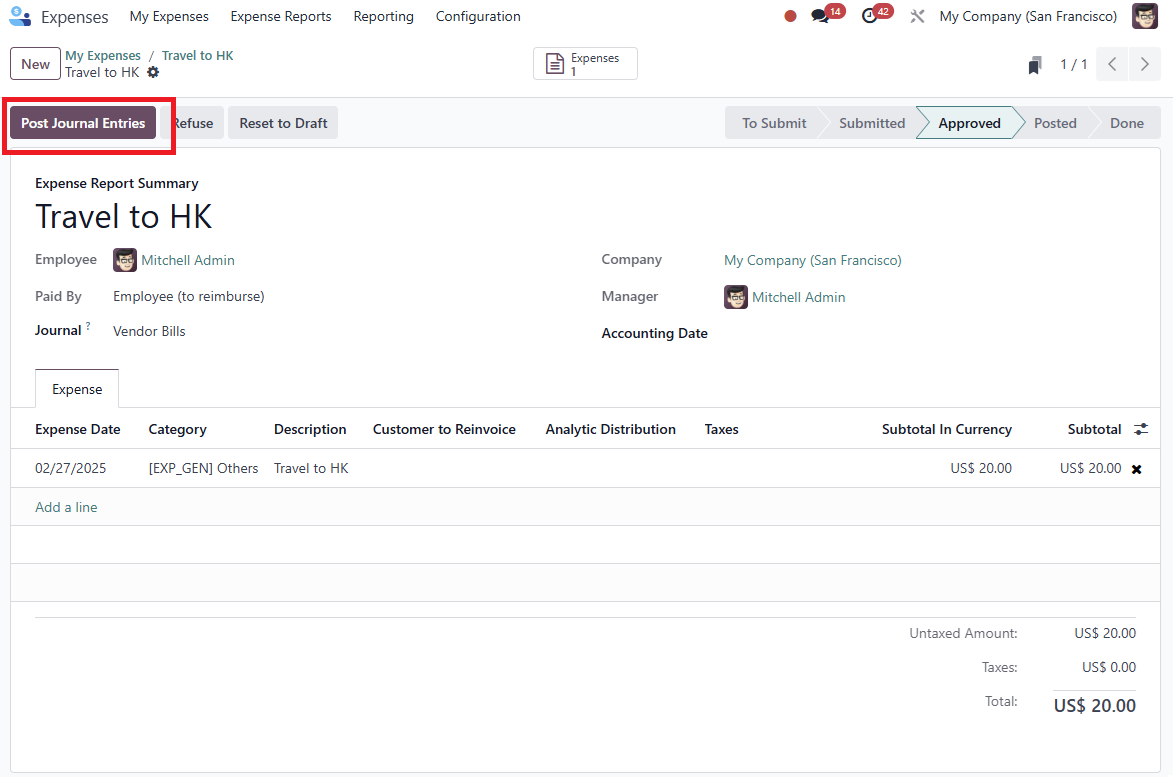 Expenses My Expenses Expense Reports Reporting Configuration 14 42 My Company (San Francisco)
New My Expenses / Travel to HK
Travel to HK
Expenses
1
1 / 1
Post Journal Entries Refuse Reset to Draft To Submit Submitted Approved Posted Done
Expense Report Summary
Travel to HK
Employee Mitchell Admin Company My Company (San Francisco)
Paid By Employee (to reimburse) Manager Mitchell Admin
Journal ? Vendor Bills Accounting Date
Expense
Expense Date Category Description Customer to Reinvoice Analytic Distribution Taxes Subtotal In Currency Subtotal
02/27/2025 [EXP_GEN] Others Travel to HK US$ 20.00 US$ 20.00
Add a line
Untaxed Amount: US$ 20.00
Taxes: US$ 0.00
Total: US$ 20.00